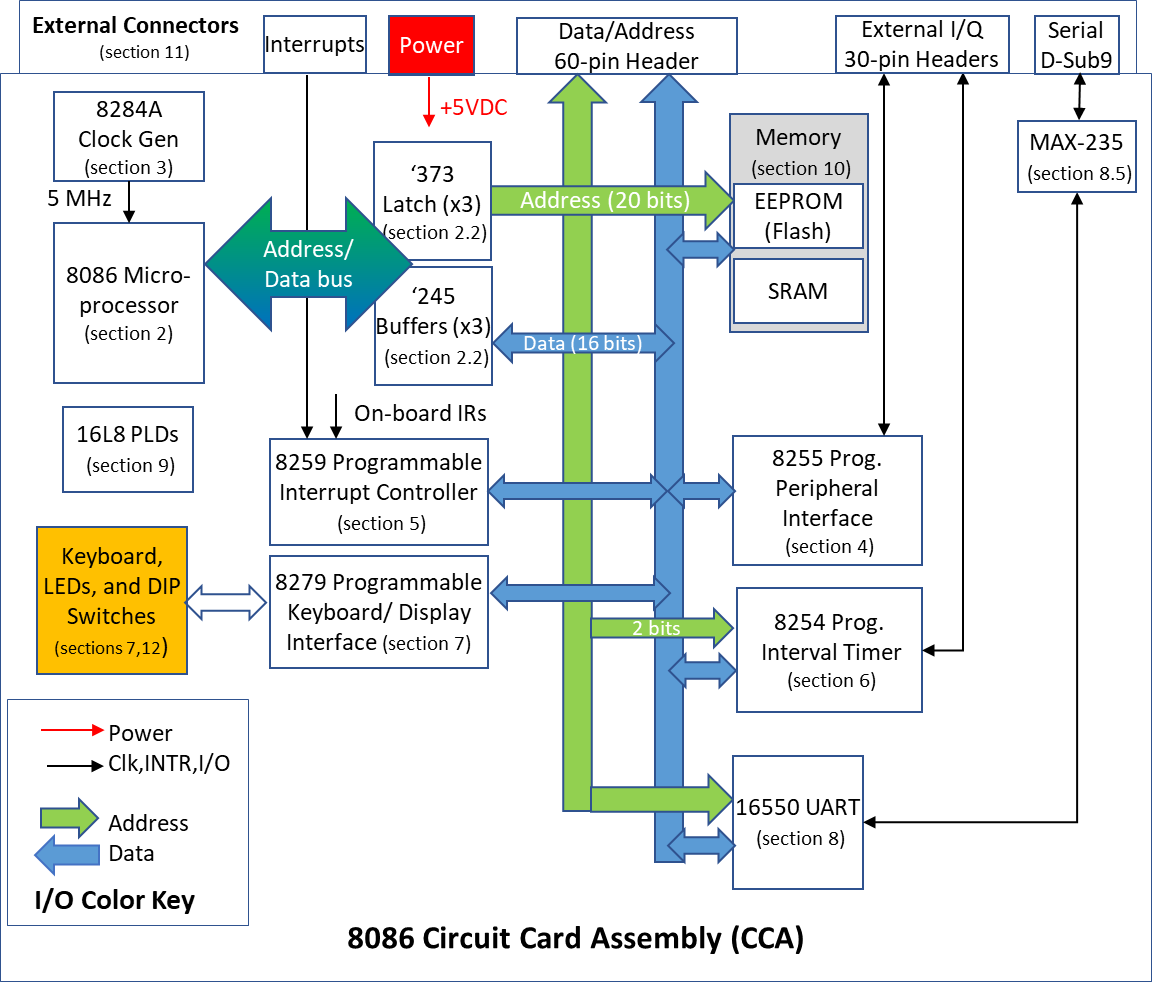 External Connectors
(section 11)
Interrupts
Power
Data/Address
60-pin Header
External I/Q
30-pin Headers
Serial
D-Sub9
+5VDC
8284A
Clock Gen
(section 3)
5 MHz
8086 Micro-
processor
(section 2)
Address/
Data bus
‘373
Latch (x3)
(section 2.2)
‘245
Buffers (x3)
(section 2.2)
Address (20 bits)
Data (16 bits)
Memory
(section 10)
EEPROM
(Flash)
SRAM
MAX-235
(section 8.5)
16L8 PLDs
(section 9)
On-board IRs
8259 Programmable
Interrupt Controller
(section 5)
8255 Prog.
Peripheral
Interface
(section 4)
Keyboard,
LEDs, and DIP
Switches
(sections 7,12)
8279 Programmable
Keyboard/ Display
Interface (section 7)
2 bits
8254 Prog.
Interval Timer
(section 6)
16550 UART
(section 8)
Power
Clk,INTR,I/O
Address
Data
I/O Color Key
8086 Circuit Card Assembly (CCA)